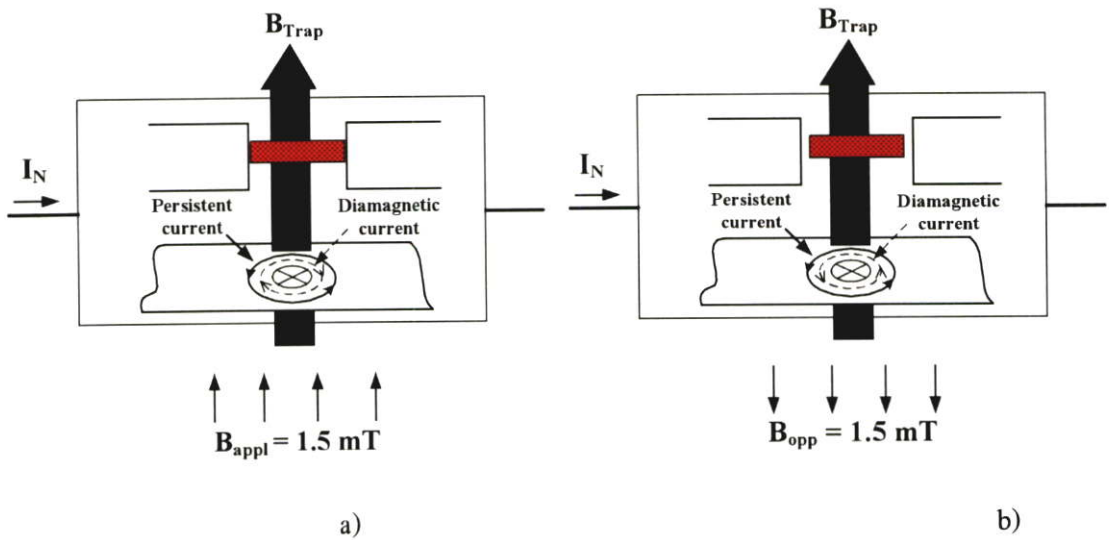 B_Trap
I_N
Persistent current
Diamagnetic current
B_appl = 1.5 mT
a)
B_Trap
I_N
Persistent current
Diamagnetic current
B_opp = 1.5 mT
b)